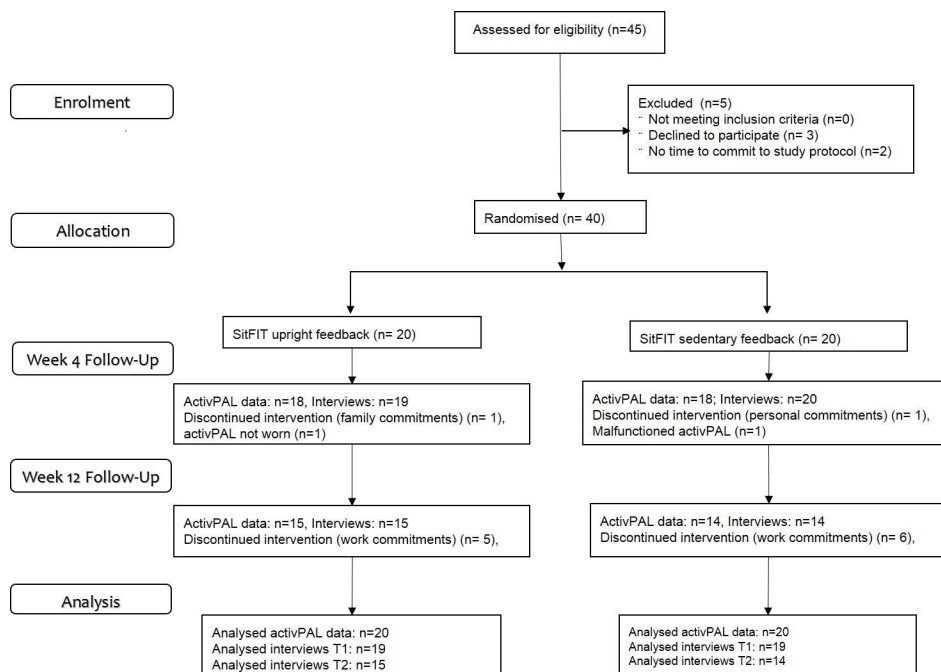 Assessed for eligibility (n=45)
Enrolment
Excluded (n=5)
¨ Not meeting inclusion criteria (n=0)
¨ Declined to participate (n= 3)
¨ No time to commit to study protocol (n=2)
Allocation
Randomised (n= 40)
SitFIT upright feedback (n= 20)
SitFIT sedentary feedback (n= 20)
Week 4 Follow-Up
ActivPAL data: n=18, Interviews: n=19
Discontinued intervention (family commitments) (n= 1),
activPAL not worn (n=1)
ActivPAL data: n=18; Interviews: n=20
Discontinued intervention (personal commitments) (n= 1),
Malfunctioned activPAL (n=1)
Week 12 Follow-Up
ActivPAL data: n=15, Interviews: n=15
Discontinued intervention (work commitments) (n= 5),
ActivPAL data: n=14, Interviews: n=14
Discontinued intervention (work commitments) (n= 6),
Analysis
Analysed activPAL data: n=20
Analysed interviews T1: n=19
Analysed interviews T2: n=15
Analysed activPAL data: n=20
Analysed interviews T1: n=19
Analysed interviews T2: n=14